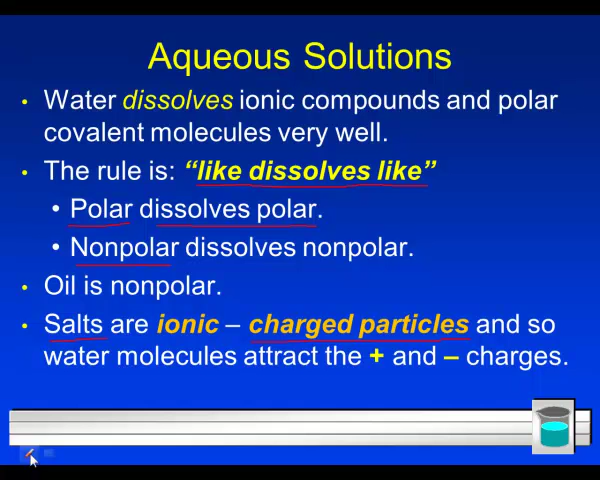 Aqueous Solutions
• Water dissolves ionic compounds and polar
covalent molecules very well.
• The rule is: “like dissolves like”
• Polar dissolves polar.
• Nonpolar dissolves nonpolar.
• Oil is nonpolar.
• Salts are ionic – charged particles and so
water molecules attract the + and – charges.